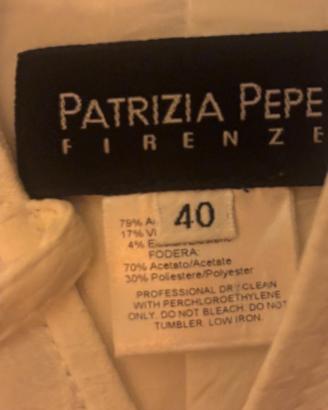 PATRIZIA PEPE
FIRENZE
40
79% A
17% VI
4% E
FODERA:
70% Acetato/Acetate
30% Poliestere/Polyester
PROFESSIONAL DRY CLEAN
WITH PERCHLOROETHYLENE
ONLY. DO NOT BLEACH. DO NOT
TUMBLER. LOW IRON.